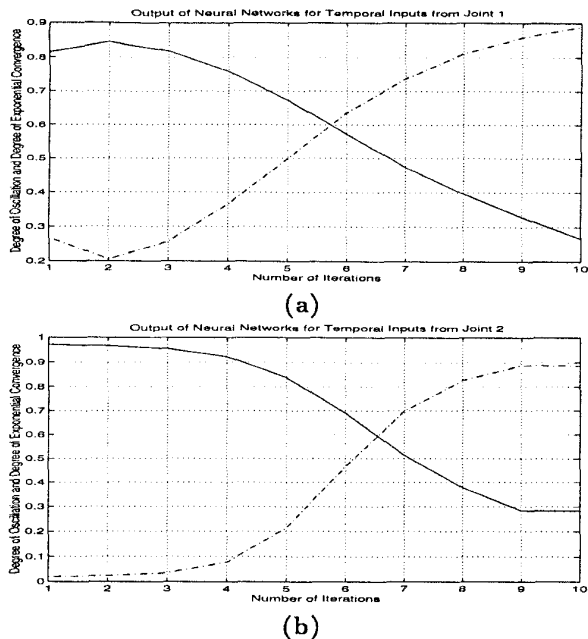 Output of Neural Networks for Temporal Inputs from Joint 1
Degree of Oscillation and Degree of Exponential Convergence
0.9
0.8
0.7
0.6
0.5
0.4
0.3
0.2
1 2 3 4 5 6 7 8 9 10
Number of Iterations
(a)
Output of Neural Networks for Temporal Inputs from Joint 2
Degree of Oscillation and Degree of Exponential Convergence
1
0.9
0.8
0.7
0.6
0.5
0.4
0.3
0.2
0.1
0
1 2 3 4 5 6 7 8 9 10
Number of Iterations
(b)